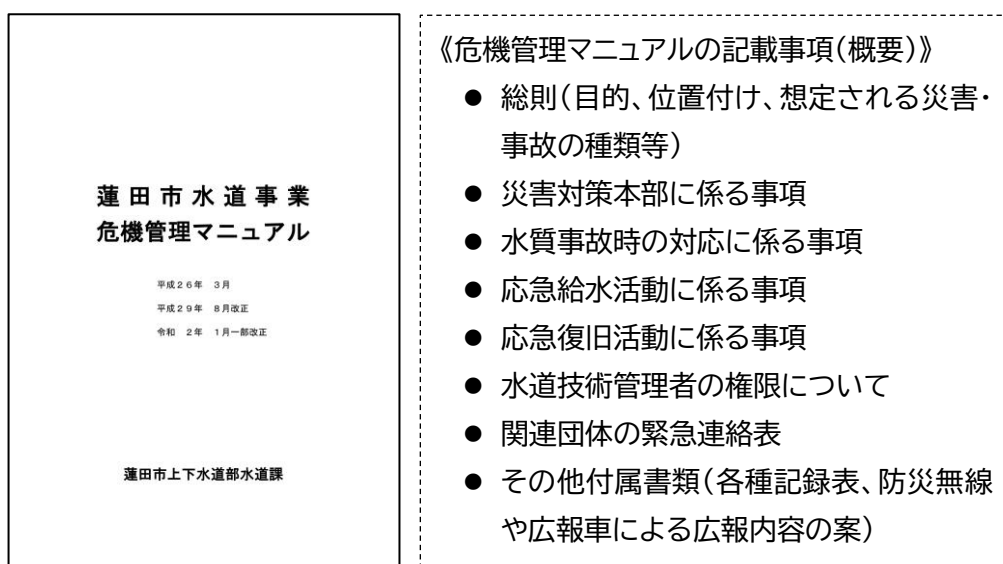 蓮田市水道事業
危機管理マニュアル
平成26年 3月
平成29年 8月改正
令和 2年 1月一部改正
蓮田市上下水道部水道課
《危機管理マニュアルの記載事項(概要)》
● 総則(目的、位置付け、想定される災害・
事故の種類等)
● 災害対策本部に係る事項
● 水質事故時の対応に係る事項
● 応急給水活動に係る事項
● 応急復旧活動に係る事項
● 水道技術管理者の権限について
● 関連団体の緊急連絡表
● その他付属書類(各種記録表、防災無線
や広報車による広報内容の案)